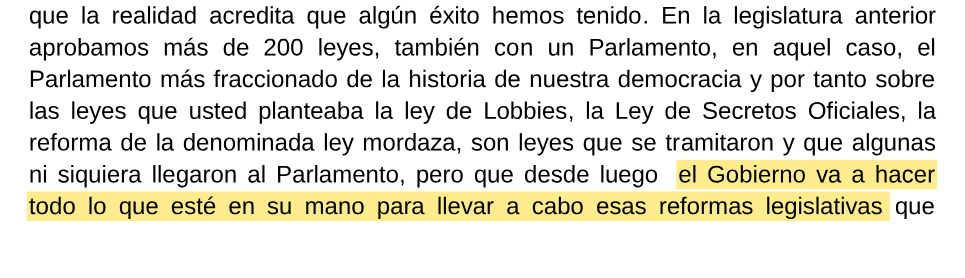 que la realidad acredita que algún éxito hemos tenido. En la legislatura anterior
aprobamos más de 200 leyes, también con un Parlamento, en aquel caso, el
Parlamento más fraccionado de la historia de nuestra democracia y por tanto sobre
las leyes que usted planteaba la ley de Lobbies, la Ley de Secretos Oficiales, la
reforma de la denominada ley mordaza, son leyes que se tramitaron y que algunas
ni siquiera llegaron al Parlamento, pero que desde luego el Gobierno va a hacer
todo lo que esté en su mano para llevar a cabo esas reformas legislativas que